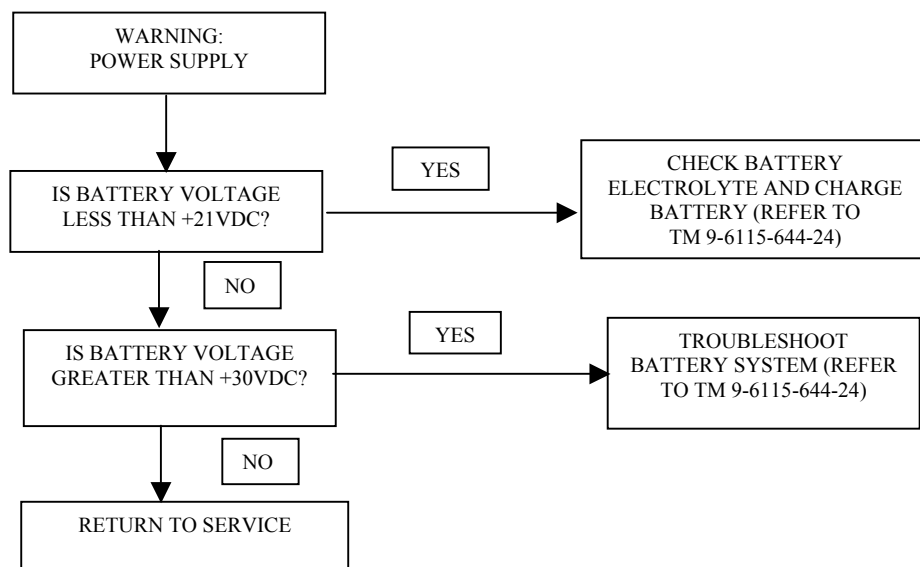 WARNING:
POWER SUPPLY
YES
IS BATTERY VOLTAGE
LESS THAN +21VDC?
CHECK BATTERY
ELECTROLYTE AND CHARGE
BATTERY (REFER TO
TM 9-6115-644-24)
NO
IS BATTERY VOLTAGE
GREATER THAN +30VDC?
YES
TROUBLESHOOT
BATTERY SYSTEM (REFER
TO TM 9-6115-644-24)
NO
RETURN TO SERVICE